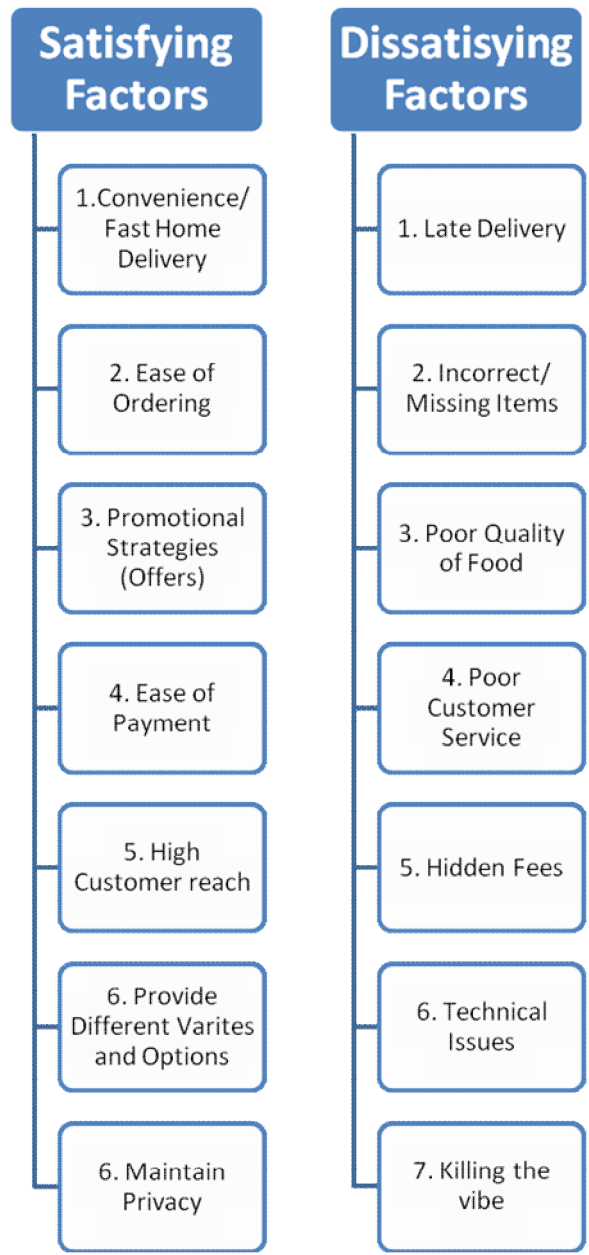 Satisfying
Factors
1.Convenience/
Fast Home
Delivery
2. Ease of
Ordering
3. Promotional
Strategies
(Offers)
4. Ease of
Payment
5. High
Customer reach
6. Provide
Different Varites
and Options
6. Maintain
Privacy
Dissatisying
Factors
1. Late Delivery
2. Incorrect/
Missing Items
3. Poor Quality
of Food
4. Poor
Customer
Service
5. Hidden Fees
6. Technical
Issues
7. Killing the
vibe